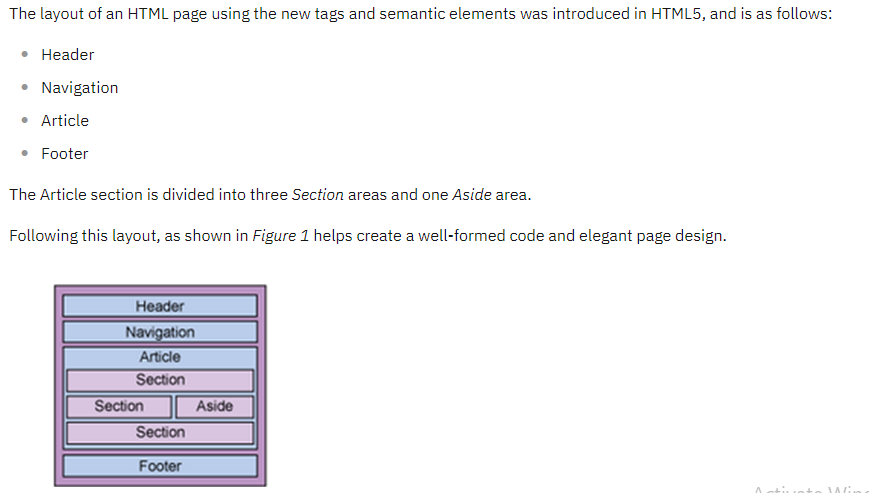 The layout of an HTML page using the new tags and semantic elements was introduced in HTML5, and is as follows:
Header
Navigation
Article
Footer
The Article section is divided into three Section areas and one Aside area.
Following this layout, as shown in Figure 1 helps create a well-formed code and elegant page design.
Header
Navigation
Article
Section
Section Aside
Section
Footer